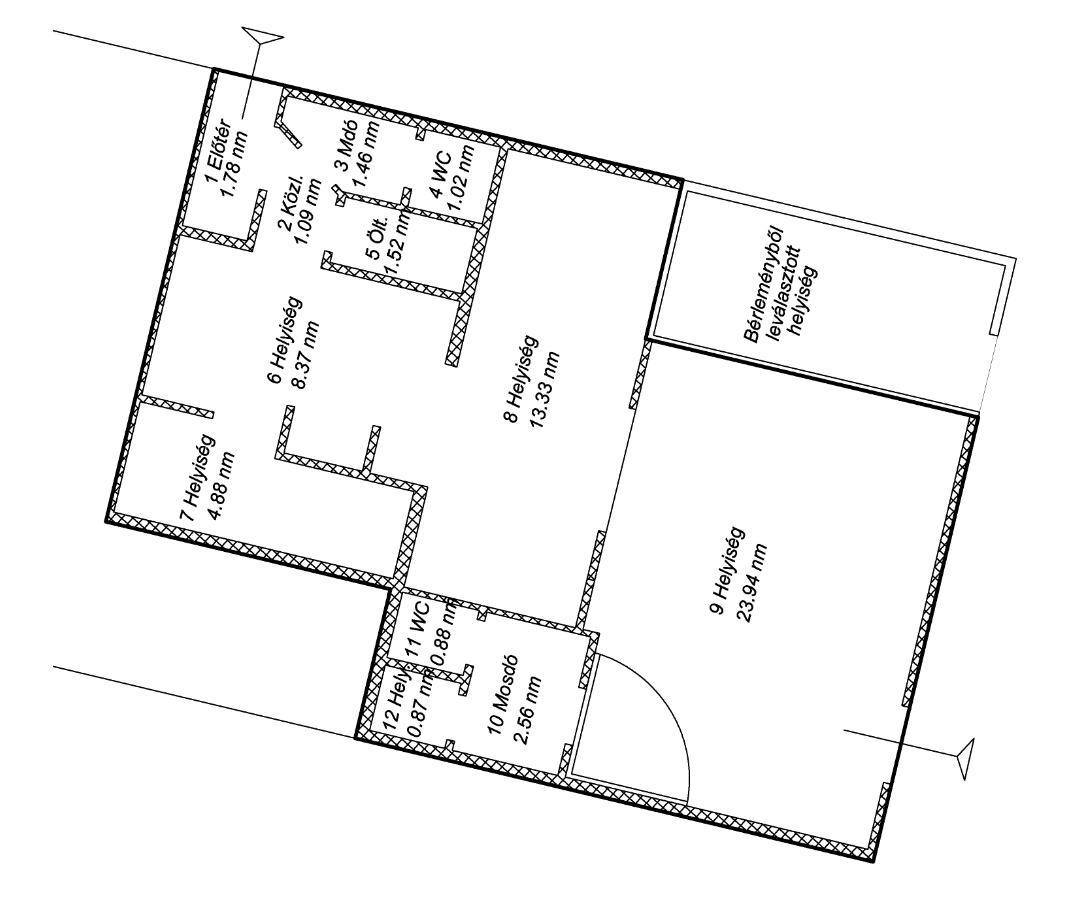 1 Előtér
1.78 nm
2 Közl.
1.09 nm
3 Mdó
1.46 nm
4 WC
1.02 nm
5 Ölt.
1.52 nm
6 Helyiség
8.37 nm
7 Helyiség
4.88 nm
8 Helyiség
13.33 nm
Bérleményből
leválasztott
helyiség
9 Helyiség
23.94 nm
10 Mosdó
2.56 nm
11 WC
0.88 nm
12 Hely.
0.87 nm